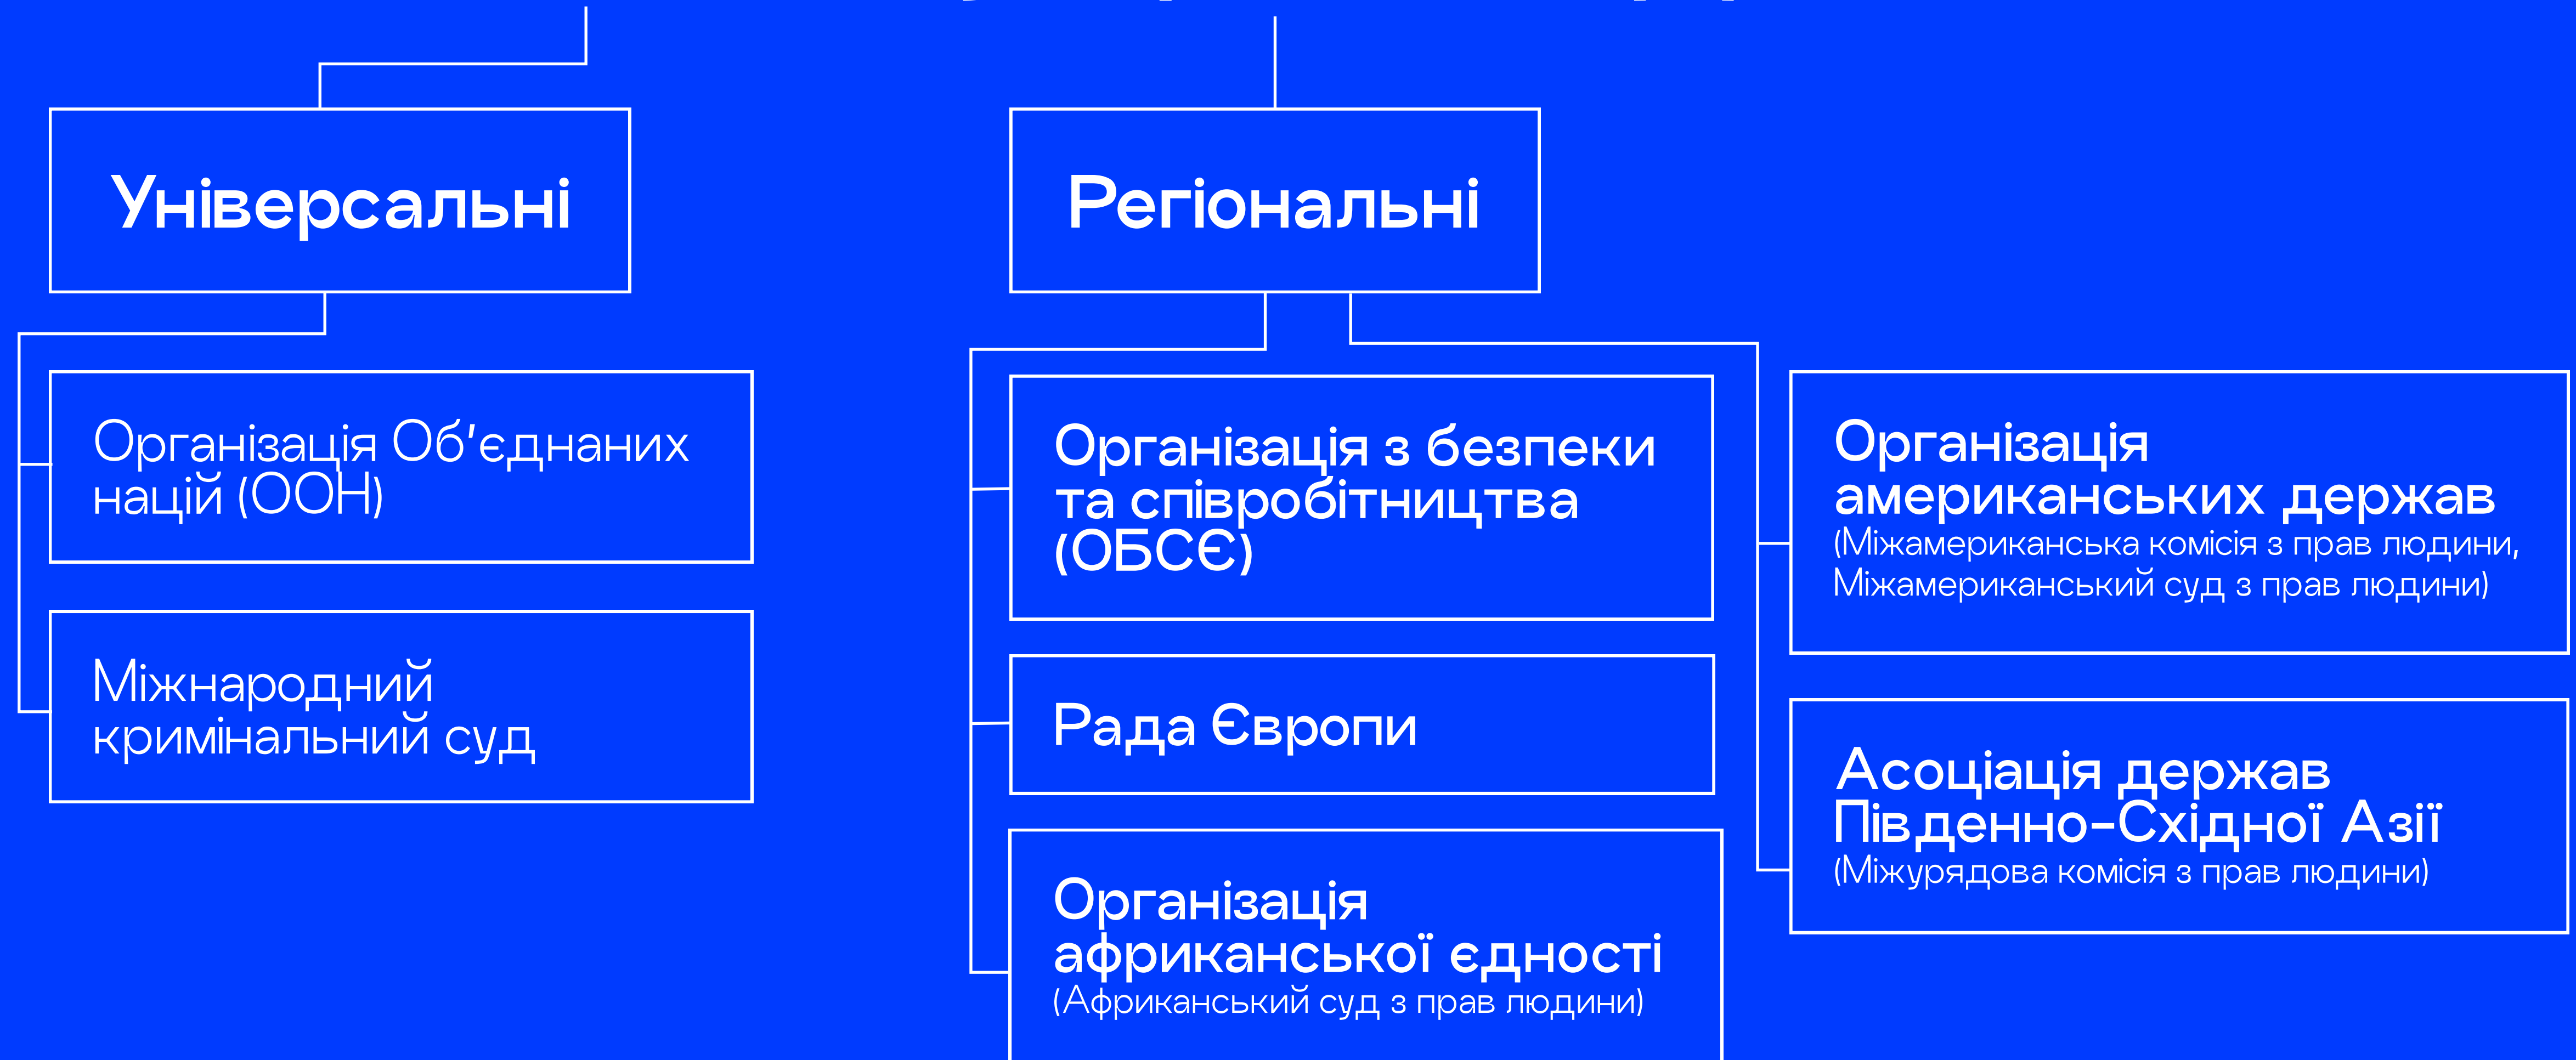 Універсальні
Організація Об'єднаних
націй (ООН)
Міжнародний
кримінальний суд
Регіональні
Організація з безпеки
та співробітництва
(ОБСЄ)
Рада Європи
Організація
африканської єдності
(Африканський суд з прав людини)
Організація
американських держав
(Міжамериканська комісія з прав людини,
Міжамериканський суд з прав людини)
Асоціація держав
Південно-Східної Азії
(Міжурядова комісія з прав людини)